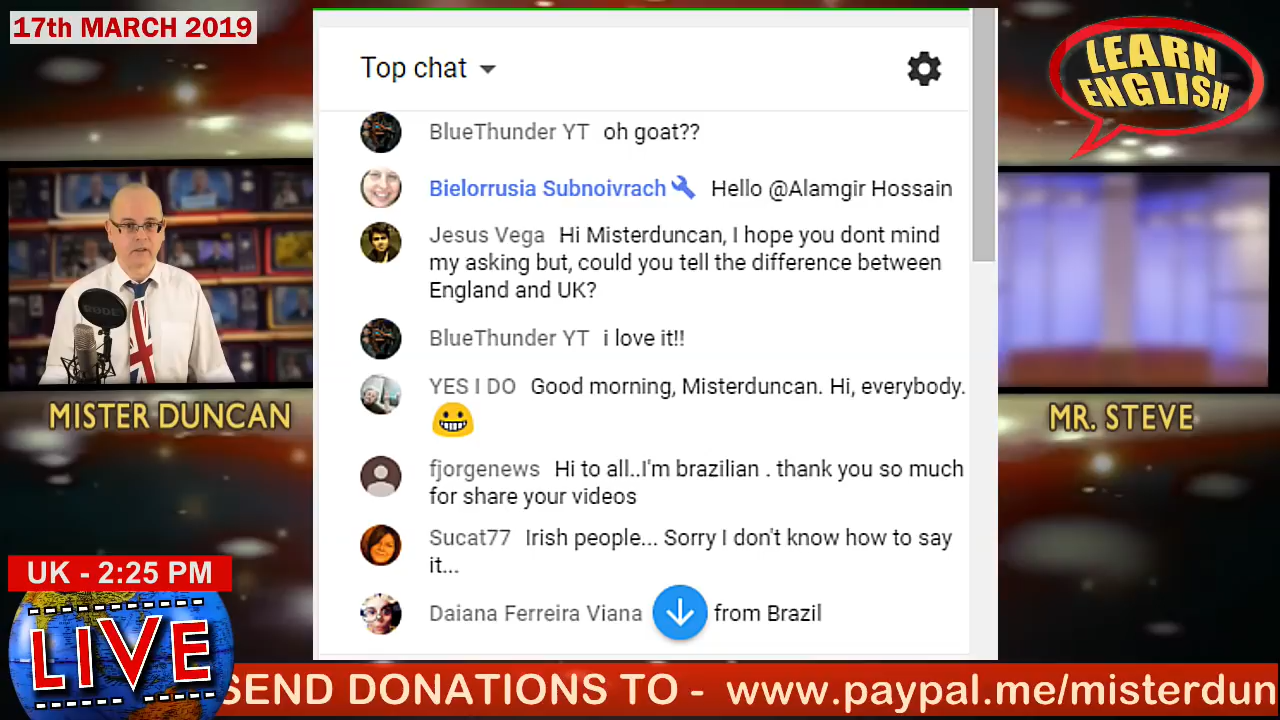 17th MARCH 2019
LEARN
ENGLISH
Top chat
BlueThunder YT oh goat??
Bielorrusia Subnoivrach Hello @Alamgir Hossain
Jesus Vega Hi Misterduncan, I hope you dont mind
my asking but, could you tell the difference between
England and UK?
BlueThunder YT i love it!!
YES I DO Good morning, Misterduncan. Hi, everybody.
fjorgenews Hi to all..I'm brazilian . thank you so much
for share your videos
Sucat77 Irish people... Sorry I don't know how to say
it...
Daiana Ferreira Viana from Brazil
MISTER DUNCAN
MR. STEVE
UK - 2:25 PM
LIVE
SEND DONATIONS TO - www.paypal.me/misterdun